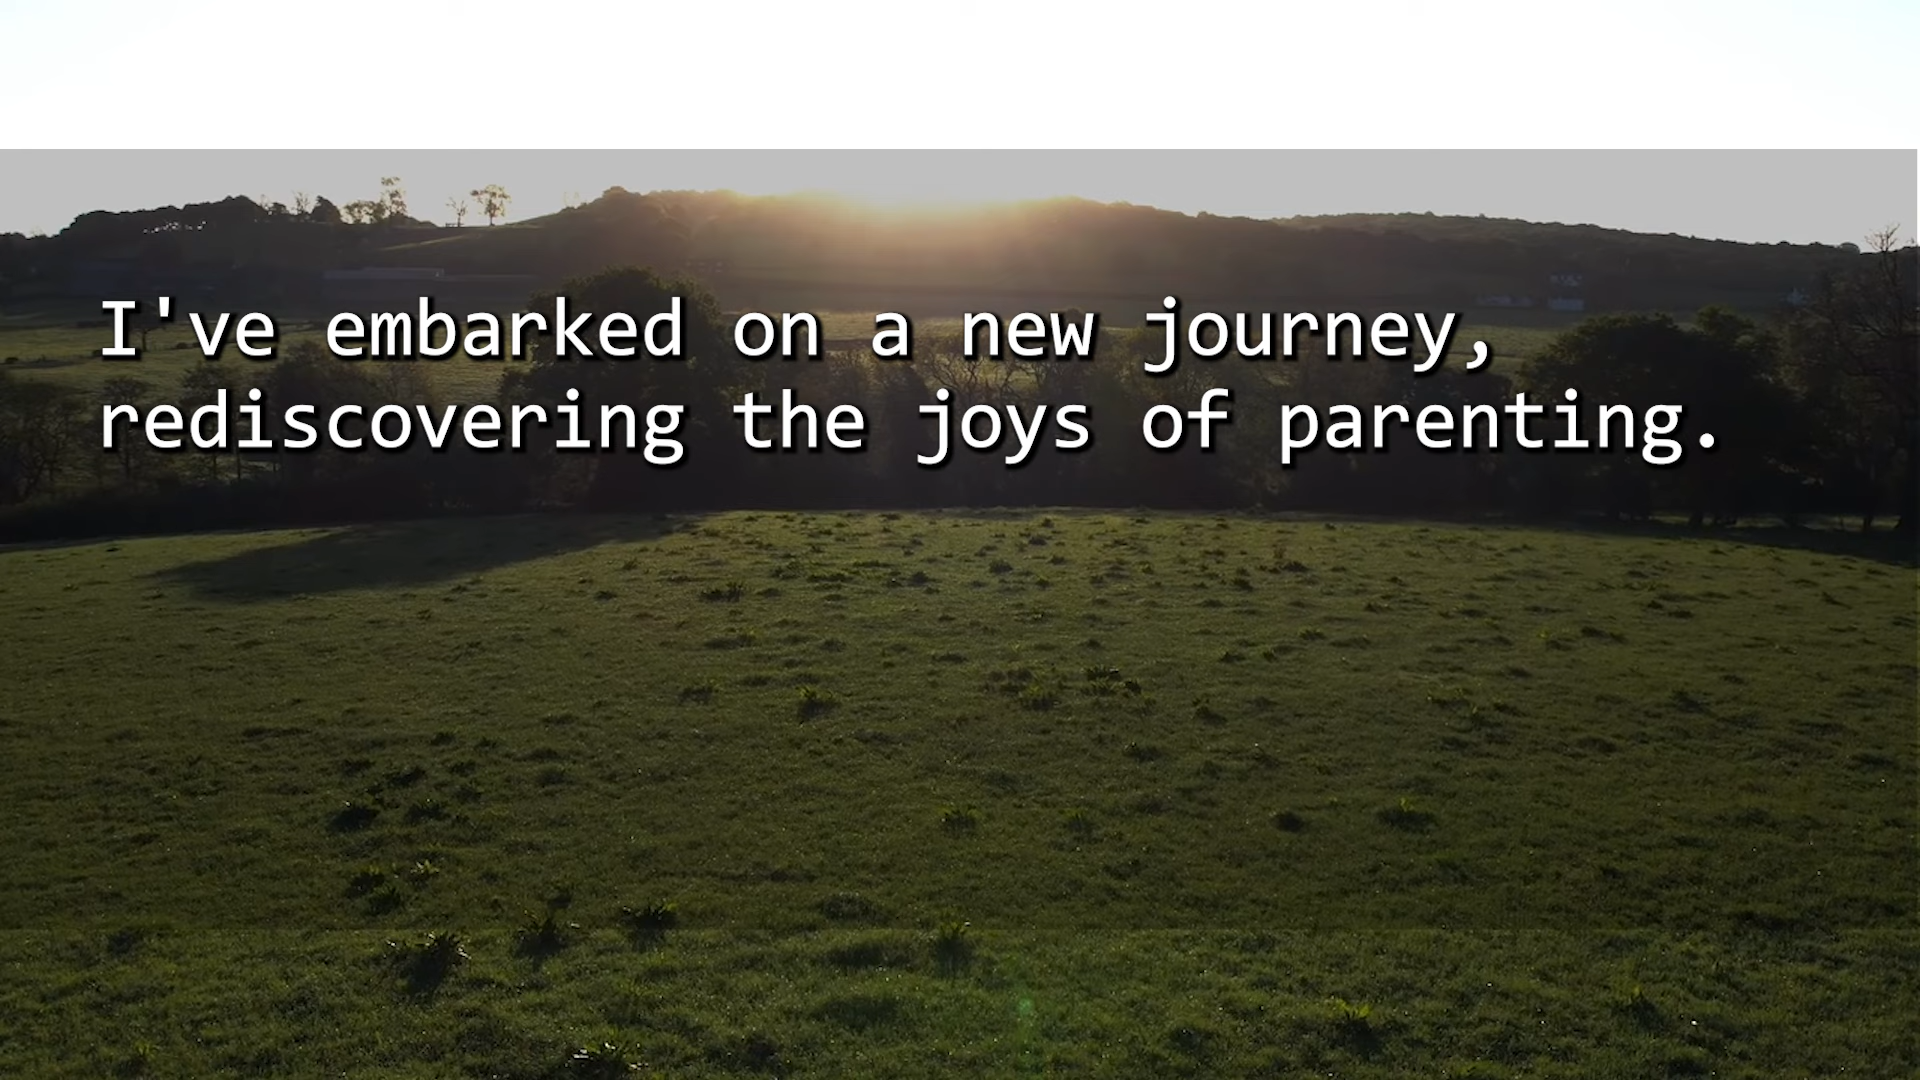 I've embarked on a new journey,
rediscovering the joys of parenting.